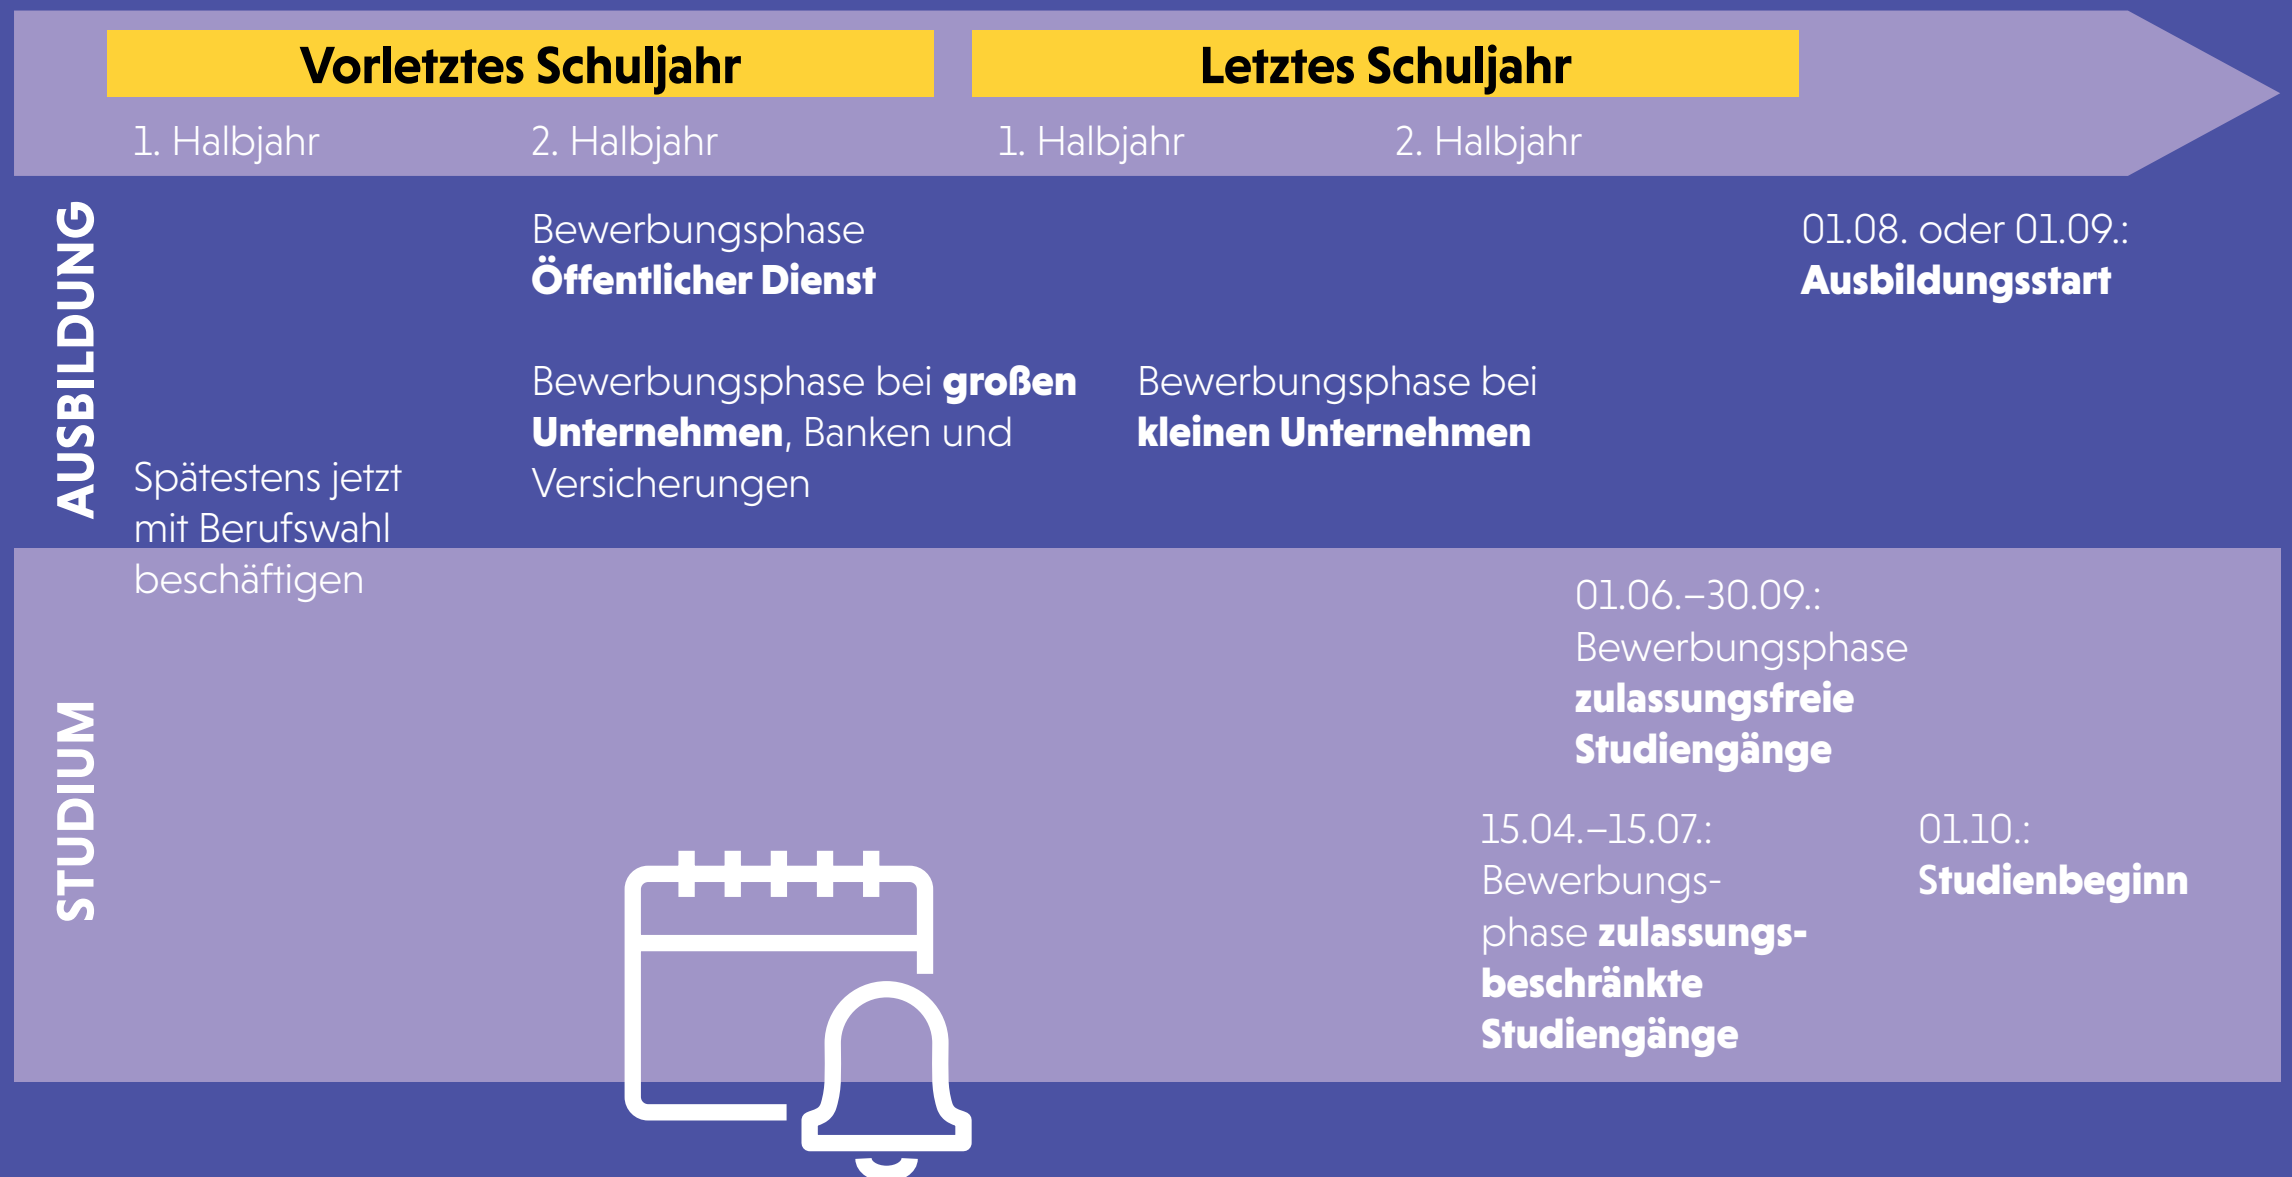 Vorletztes Schuljahr
Letztes Schuljahr
1. Halbjahr
2. Halbjahr
1. Halbjahr
2. Halbjahr
AUSBILDUNG
Spätestens jetzt
mit Berufswahl
beschäftigen
Bewerbungsphase
Öffentlicher Dienst
Bewerbungsphase bei großen
Unternehmen, Banken und
Versicherungen
Bewerbungsphase bei
kleinen Unternehmen
01.08. oder 01.09.:
Ausbildungsstart
STUDIUM
01.06.–30.09.:
Bewerbungsphase
zulassungsfreie
Studiengänge
15.04.–15.07.:
Bewerbungs-
phase zulassungs-
beschränkte
Studiengänge
01.10.:
Studienbeginn